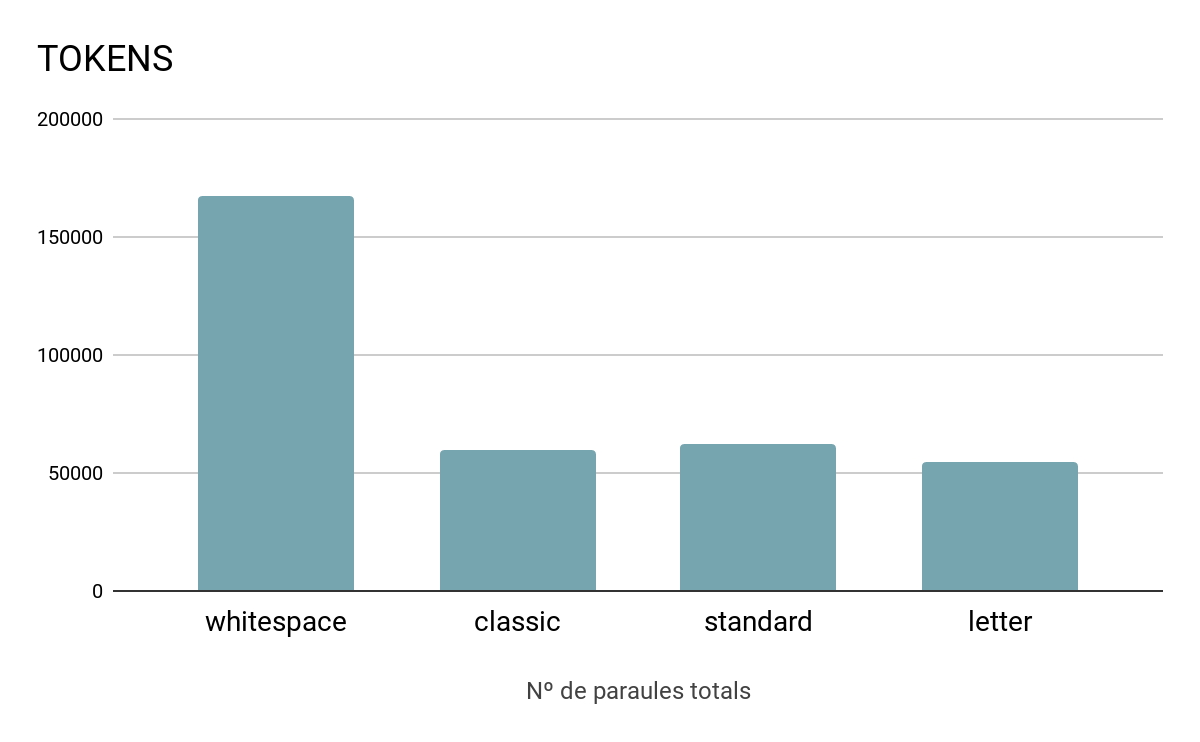 TOKENS
200000
150000
100000
50000
0
whitespace classic standard letter
Nº de paraules totals